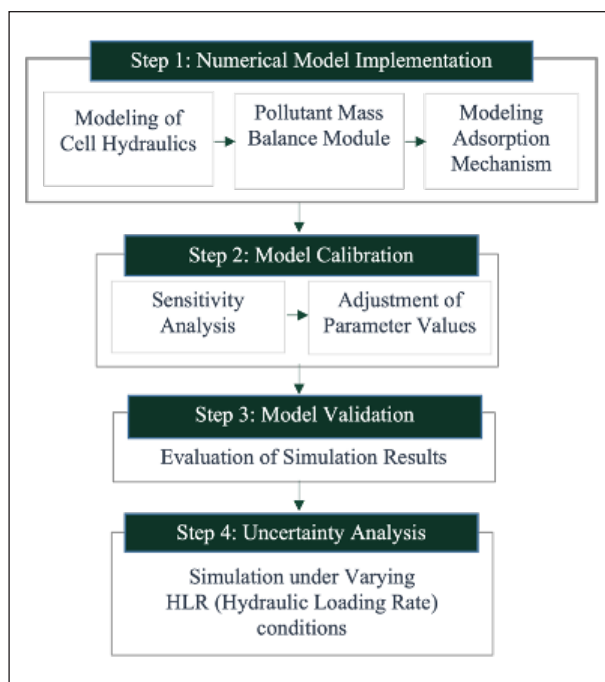 Step 1: Numerical Model Implementation
Modeling of
Cell Hydraulics
Pollutant Mass
Balance Module
Modeling
Adsorption
Mechanism
Step 2: Model Calibration
Sensitivity
Analysis
Adjustment of
Parameter Values
Step 3: Model Validation
Evaluation of Simulation Results
Step 4: Uncertainty Analysis
Simulation under Varying
HLR (Hydraulic Loading Rate)
conditions